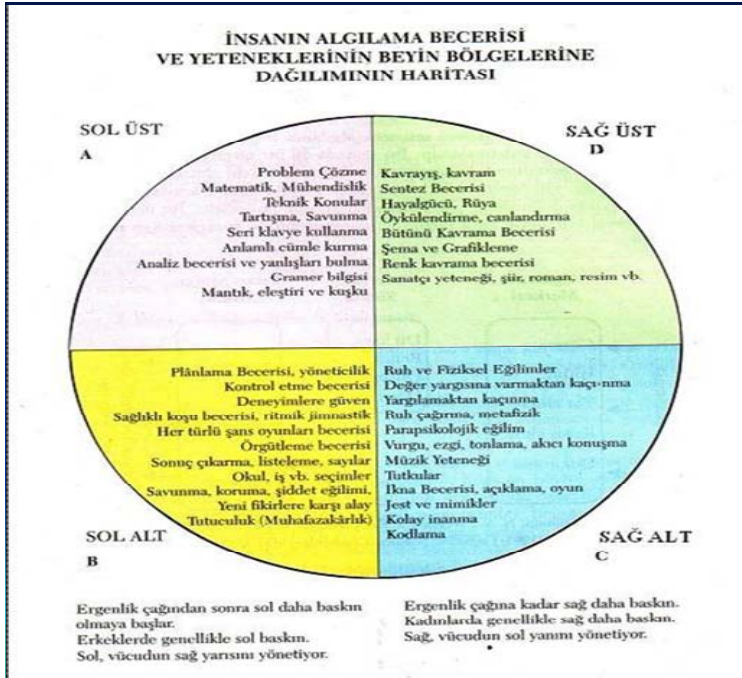 İNSANIN ALGILAMA BECERİSİ
VE YETENEKLERİNİN BEYİN BÖLGELERİNE
DAĞILIMININ HARİTASI
SOL ÜST
A
SAĞ ÜST
D
Problem Çözme
Matematik, Mühendislik
Teknik Konular
Tartışma, Savunma
Seri klavye kullanma
Anlamlı cümle kurma
Analiz becerisi ve yanlışları bulma
Gramer bilgisi
Mantık, eleştiri ve kuşku
Kavrayış, kavram
Sentez Becerisi
Hayalgücü, Rüya
Öykülendirme, canlandırma
Bütünü Kavrama Becerisi
Şema ve Grafikleme
Renk kavrama becerisi
Sanatçı yeteneği, şiir, roman, resim vb.
Plânlama Becerisi, yöneticilik
Kontrol etme becerisi
Deneyimlere güven
Sağlıklı koşu becerisi, ritmik jimnastik
Her türlü şans oyunları becerisi
Örgütleme becerisi
Sonuç çıkarma, listeleme, sayılar
Okul, iş vb. seçimler
Savunma, koruma, şiddet eğilimi,
Yeni fikirlere karşı alay
Tutuculuk (Muhafazakârlık)
Ruh ve Fiziksel Eğilimler
Değer yargısına varmaktan kaçı-nma
Yargılamaktan kaçınma
Ruh çağırma, metafizik
Parapsikolojik eğilim
Vurgu, ezgi, tonlama, akıcı konuşma
Müzik Yeteneği
Tutkular
İkna Becerisi, açıklama, oyun
Jest ve mimikler
Kolay inanma
Kodlama
SOL ALT
B
SAĞ ALT
C
Ergenlik çağından sonra sol daha baskın
olmaya başlar.
Erkeklerde genellikle sol baskın.
Sol, vücudun sağ yarısını yönetiyor.
Ergenlik çağına kadar sağ daha baskın.
Kadınlarda genellikle sağ daha baskın.
Sağ, vücudun sol yanını yönetiyor.